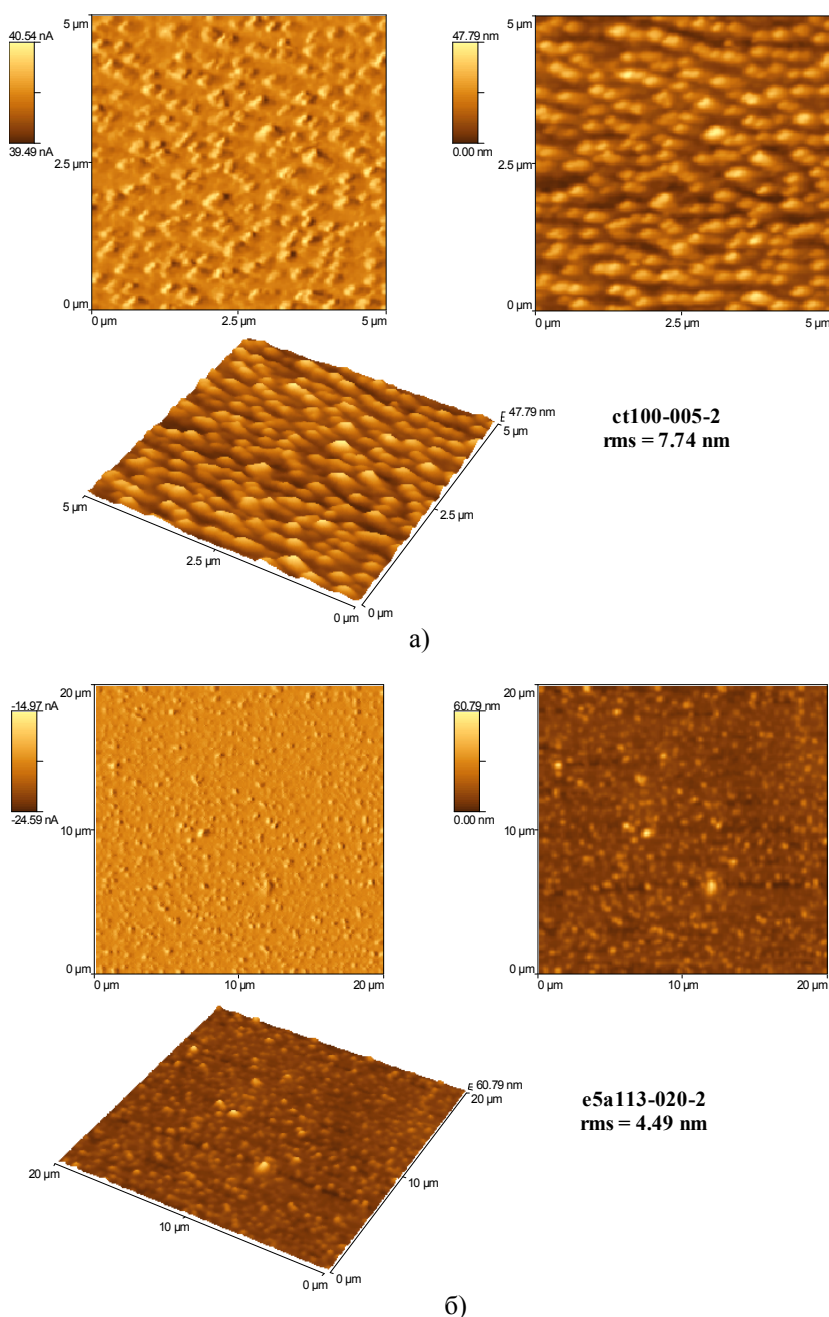 5 µm
40.54 nA
39.49 nA
2.5 µm
0 µm
0 µm
2.5 µm
5 µm
5 µm
47.79 nm
0.00 nm
2.5 µm
0 µm
0 µm
2.5 µm
5 µm
47.79 nm
5 µm
2.5 µm
0 µm
5 µm
2.5 µm
0 µm
ct100-005-2
rms = 7.74 nm
а)
20 µm
-14.97 nA
-24.59 nA
10 µm
0 µm
0 µm
10 µm
20 µm
20 µm
60.79 nm
0.00 nm
10 µm
0 µm
0 µm
10 µm
20 µm
60.79 nm
20 µm
10 µm
0 µm
20 µm
10 µm
0 µm
e5a113-020-2
rms = 4.49 nm
б)